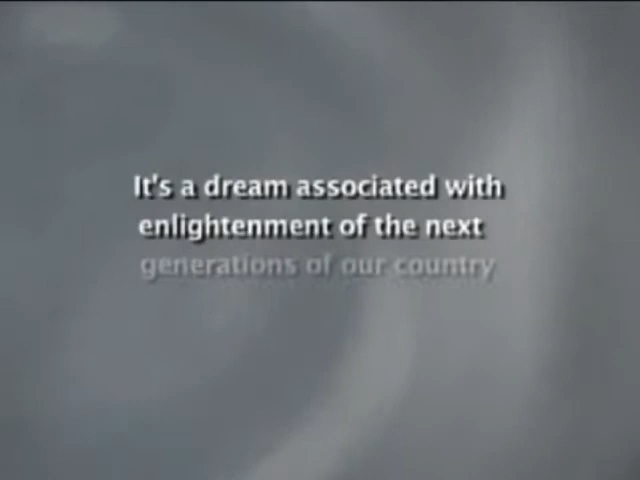 It's a dream associated with
enlightenment of the next
generations of our country